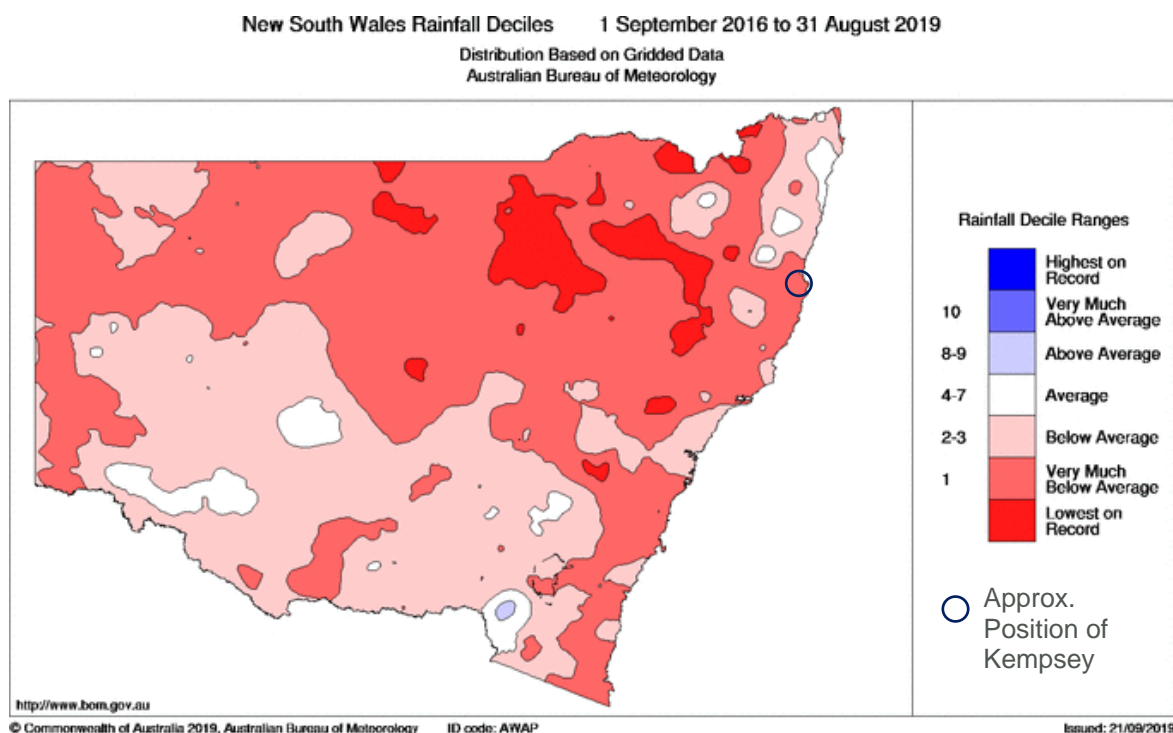 New South Wales Rainfall Deciles 1 September 2016 to 31 August 2019
Distribution Based on Gridded Data
Australian Bureau of Meteorology
Rainfall Decile Ranges
Highest on
Record
10
Very Much
Above Average
8-9
Above Average
4-7
Average
2-3
Below Average
1
Very Much
Below Average
Lowest on
Record
Approx.
Position of
Kempsey
http://www.bom.gov.au
© Commonwealth of Australia 2019, Australian Bureau of Meteorology ID code: AWAP Issued: 21/09/2019